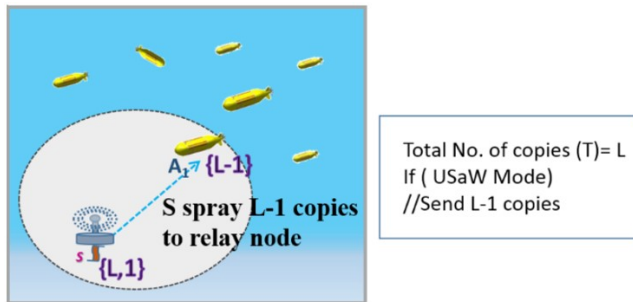 A1 {L-1}
S spray L-1 copies
to relay node
s {L,1}
Total No. of copies (T)= L
If ( USaW Mode)
//Send L-1 copies